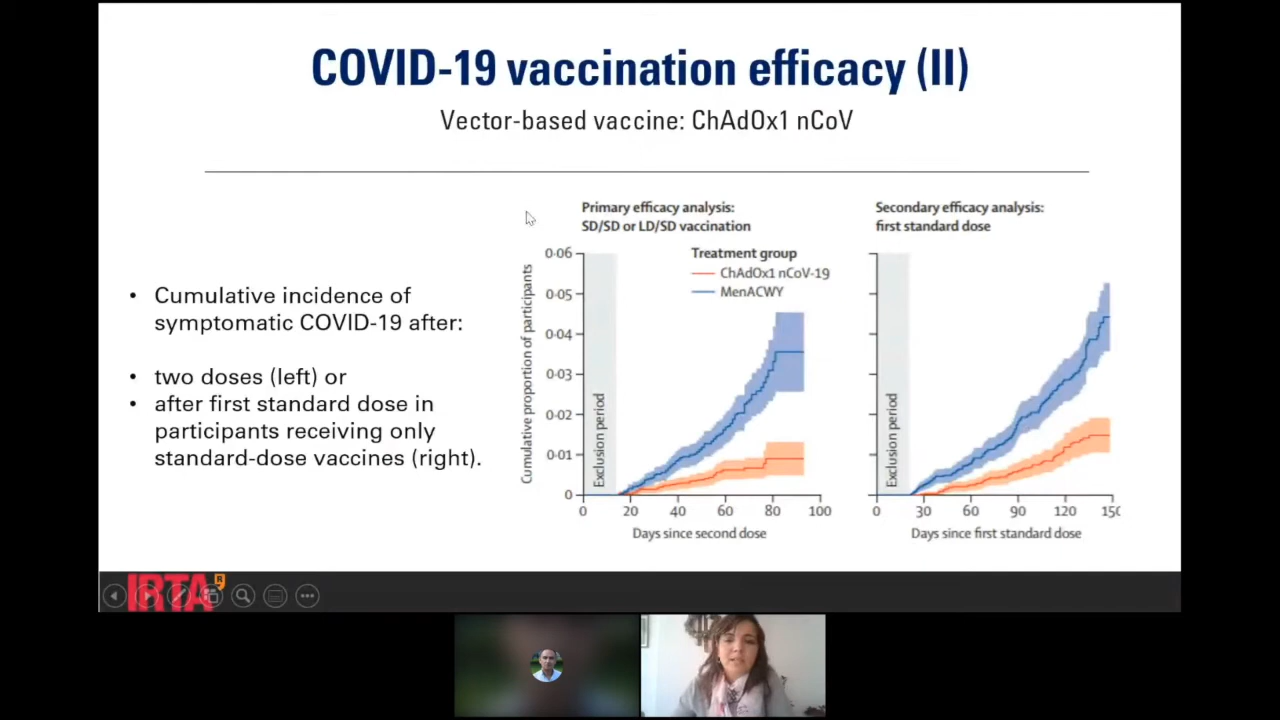 COVID-19 vaccination efficacy (II)
Vector-based vaccine: ChAdOx1 nCoV
• Cumulative incidence of
symptomatic COVID-19 after:
• two doses (left) or
• after first standard dose in
participants receiving only
standard-dose vaccines (right).
Primary efficacy analysis:
SD/SD or LD/SD vaccination
Treatment group
ChAdOx1 nCoV-19
MenACWY
Cumulative proportion of participants
0·06
0·05
0·04
0·03
0·02
0·01
0
Exclusion period
0 20 40 60 80 100
Days since second dose
Secondary efficacy analysis:
first standard dose
Exclusion period
0 30 60 90 120 150
Days since first standard dose
IRTA
R